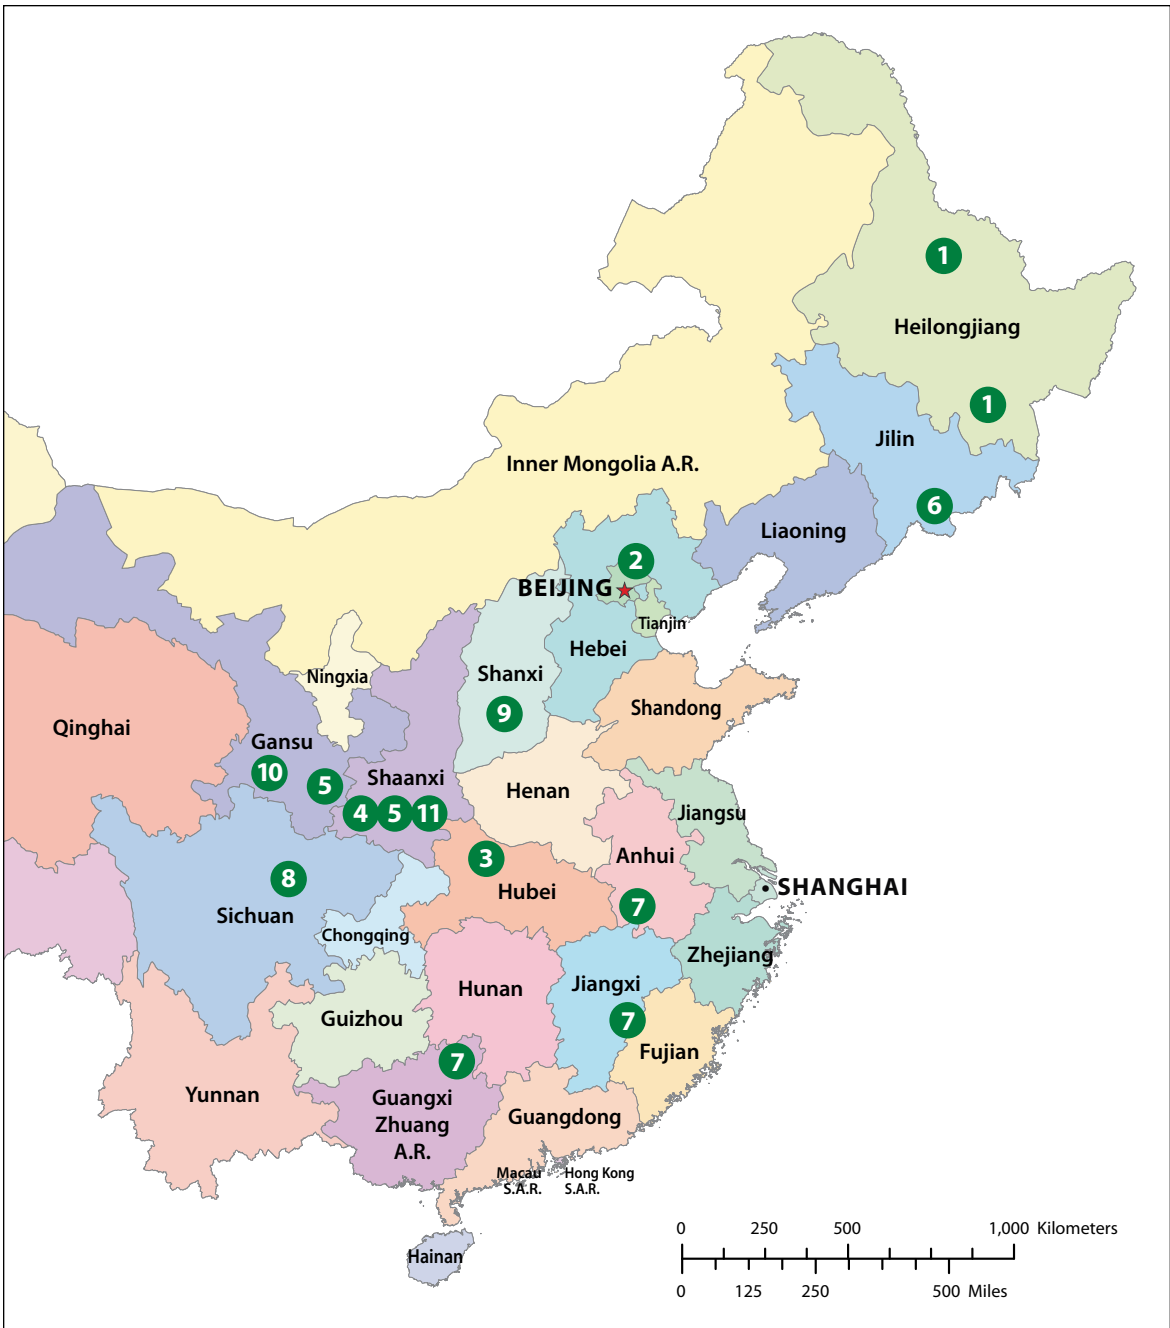 1
Heilongjiang
1
Jilin
Inner Mongolia A.R.
6
Liaoning
2
BEIJING
Tianjin
Hebei
Ningxia
Shanxi
9
Shandong
Qinghai
Gansu
10
5
Shaanxi
4
5
11
Henan
Jiangsu
Anhui
3
8
Hubei
7
SHANGHAI
Sichuan
Chongqing
Zhejiang
Hunan
Jiangxi
Guizhou
7
Fujian
7
Yunnan
Guangxi
Zhuang
A.R.
Guangdong
Macau
S.A.R.
Hong Kong
S.A.R.
Hainan
0 250 500 1,000 Kilometers
0 125 250 500 Miles